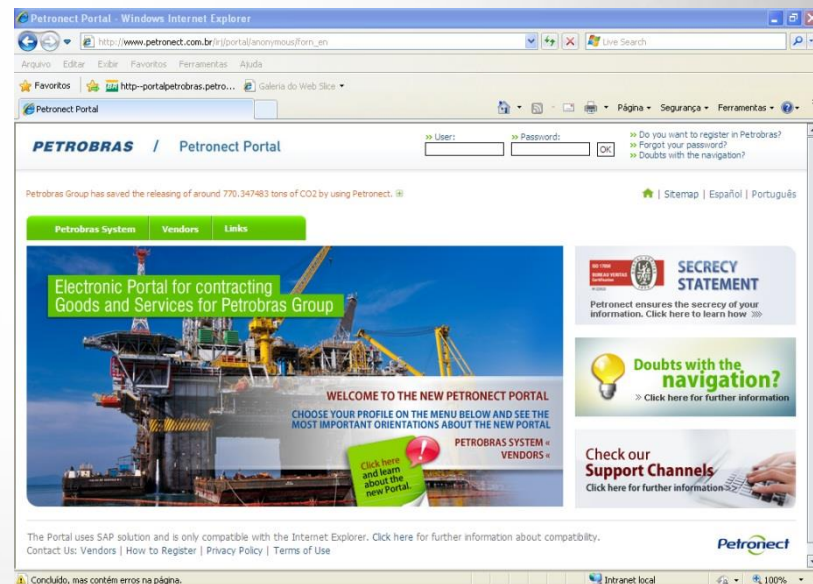 Petronect Portal - Windows Internet Explorer
http://www.petronect.com.br/irj/portal/anonymous/forn_en
Live Search
Arquivo Editar Exibir Favoritos Ferramentas Ajuda
Favoritos http--portalpetrobras.petro... Galeria do Web Slice
Petronect Portal
Página Segurança Ferramentas
PETROBRAS / Petronect Portal
» User: » Password:
OK
» Do you want to register in Petrobras?
» Forgot your password?
» Doubts with the navigation?
Petrobras Group has saved the releasing of around 770.347483 tons of CO2 by using Petronect.
| Sitemap | Español | Português
Petrobras System Vendors Links
Electronic Portal for contracting
Goods and Services for Petrobras Group
WELCOME TO THE NEW PETRONECT PORTAL
CHOOSE YOUR PROFILE ON THE MENU BELOW AND SEE THE
MOST IMPORTANT ORIENTATIONS ABOUT THE NEW PORTAL
PETROBRAS SYSTEM «
VENDORS «
Click here
and learn
about the
new Portal.
BUREAU VERITAS
Certification
SECRECY
STATEMENT
Petronect ensures the secrecy of your
information. Click here to learn how »»
Doubts with the
navigation?
» Click here for further information
Check our
Support Channels
Click here for further information >>
The Portal uses SAP solution and is only compatible with the Internet Explorer. Click here for further information about compatibility.
Contact Us: Vendors | How to Register | Privacy Policy | Terms of Use
Petronect
Concluído, mas contém erros na página.
Intranet local
100%